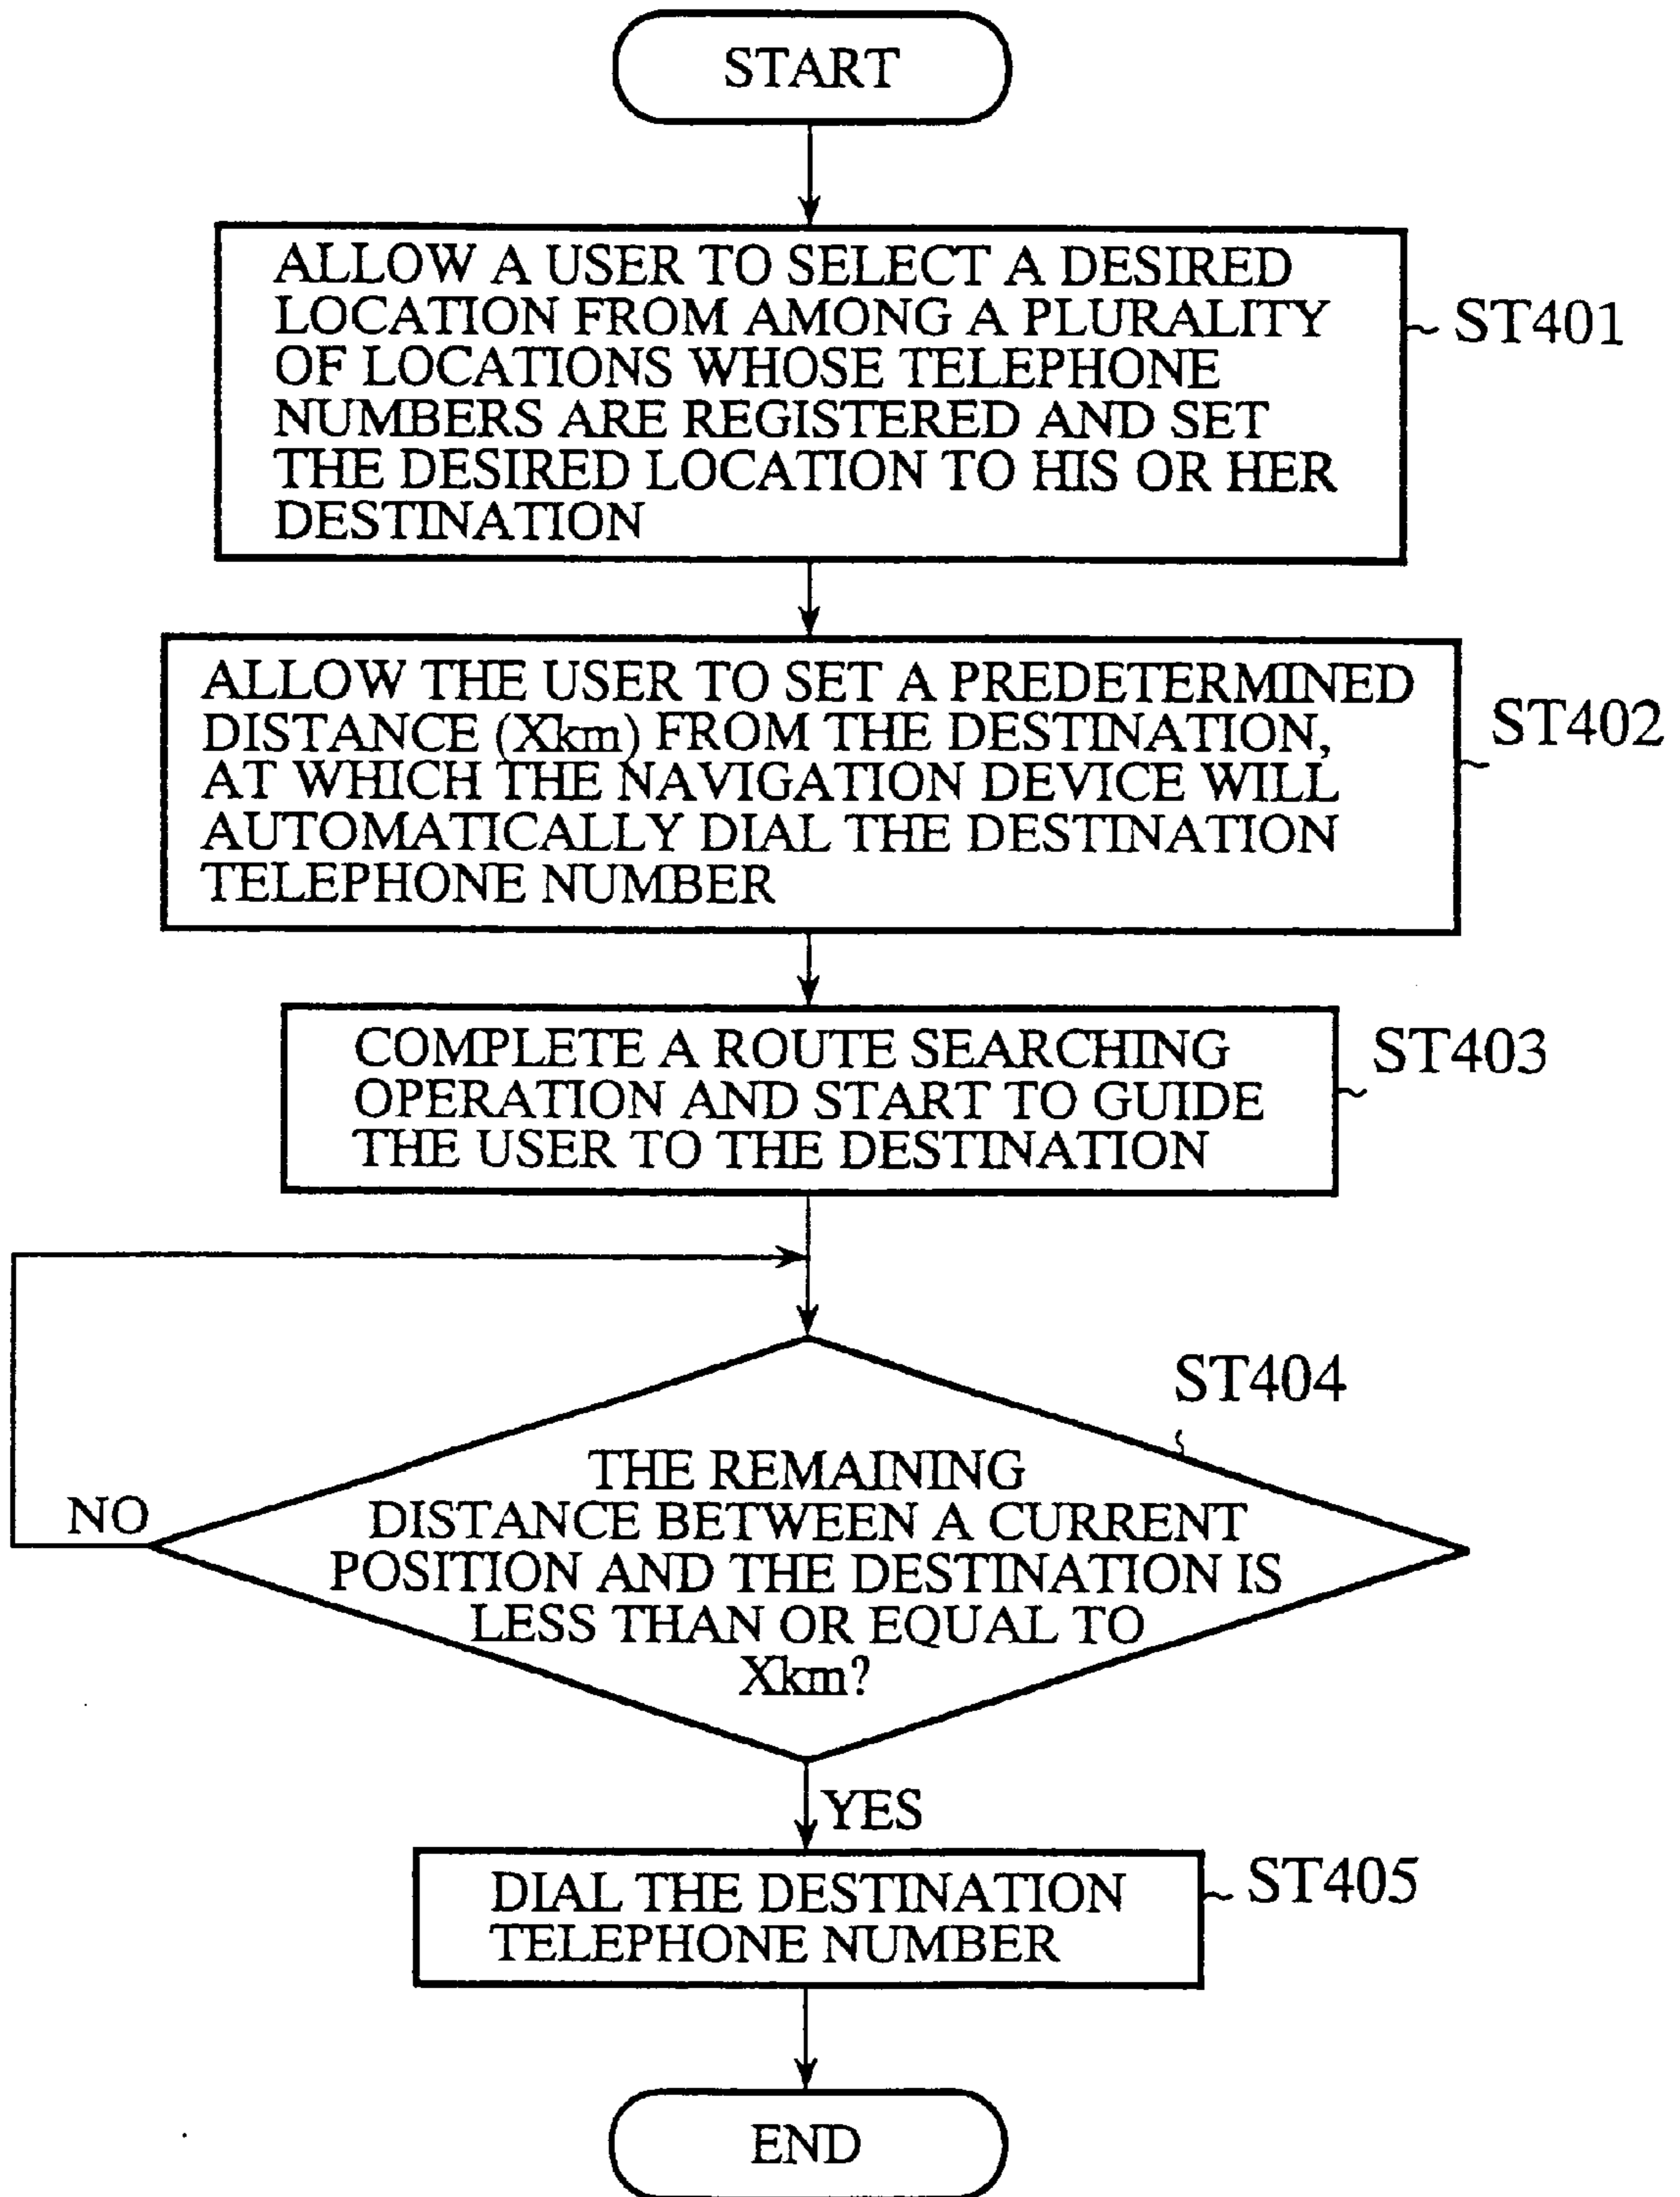 START
ALLOW A USER TO SELECT A DESIRED
LOCATION FROM AMONG A PLURALITY
OF LOCATIONS WHOSE TELEPHONE
NUMBERS ARE REGISTERED AND SET
THE DESIRED LOCATION TO HIS OR HER
DESTINATION
ST401
ALLOW THE USER TO SET A PREDETERMINED
DISTANCE (Xkm) FROM THE DESTINATION,
AT WHICH THE NAVIGATION DEVICE WILL
AUTOMATICALLY DIAL THE DESTINATION
TELEPHONE NUMBER
ST402
COMPLETE A ROUTE SEARCHING
OPERATION AND START TO GUIDE
THE USER TO THE DESTINATION
ST403
ST404
THE REMAINING
DISTANCE BETWEEN A CURRENT
POSITION AND THE DESTINATION IS
LESS THAN OR EQUAL TO
Xkm?
NO
YES
DIAL THE DESTINATION
TELEPHONE NUMBER
ST405
END